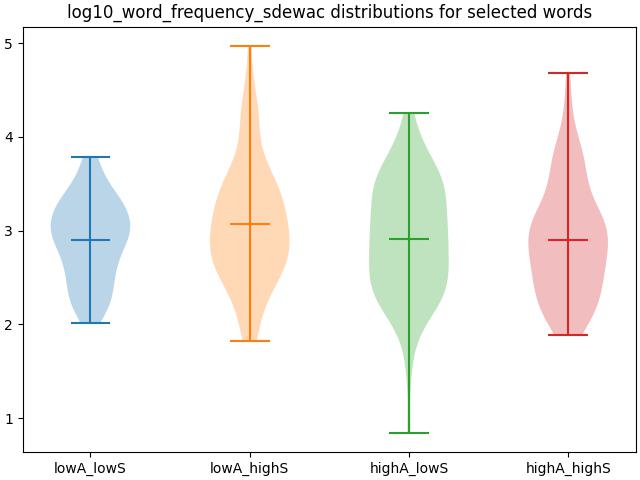 log10_word_frequency_sdewac distributions for selected words
5
4
3
2
1
lowA_lowS lowA_highS highA_lowS highA_highS